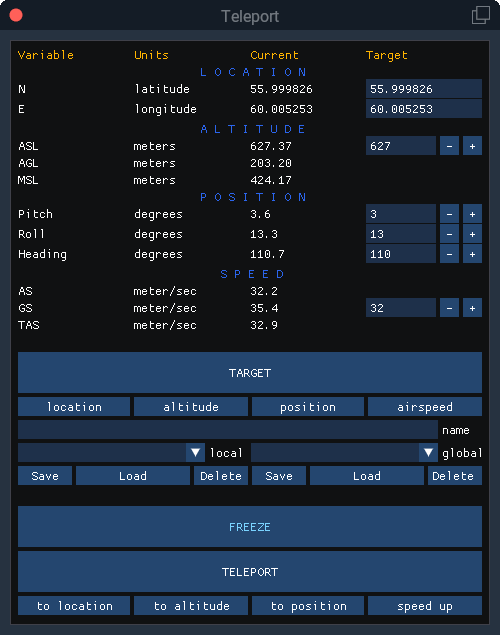 Teleport
Variable Units Current Target
LOCATION
N latitude 55.999826 55.999826
E longitude 60.005253 60.005253
ALTITUDE
ASL meters 627.37 627 - +
AGL meters 203.20
MSL meters 424.17
POSITION
Pitch degrees 3.6 3 - +
Roll degrees 13.3 13 - +
Heading degrees 110.7 110 - +
SPEED
AS meter/sec 32.2
GS meter/sec 35.4 32 - +
TAS meter/sec 32.9
TARGET
location altitude position airspeed
name
local global
Save Load Delete Save Load Delete
FREEZE
TELEPORT
to location to altitude to position speed up